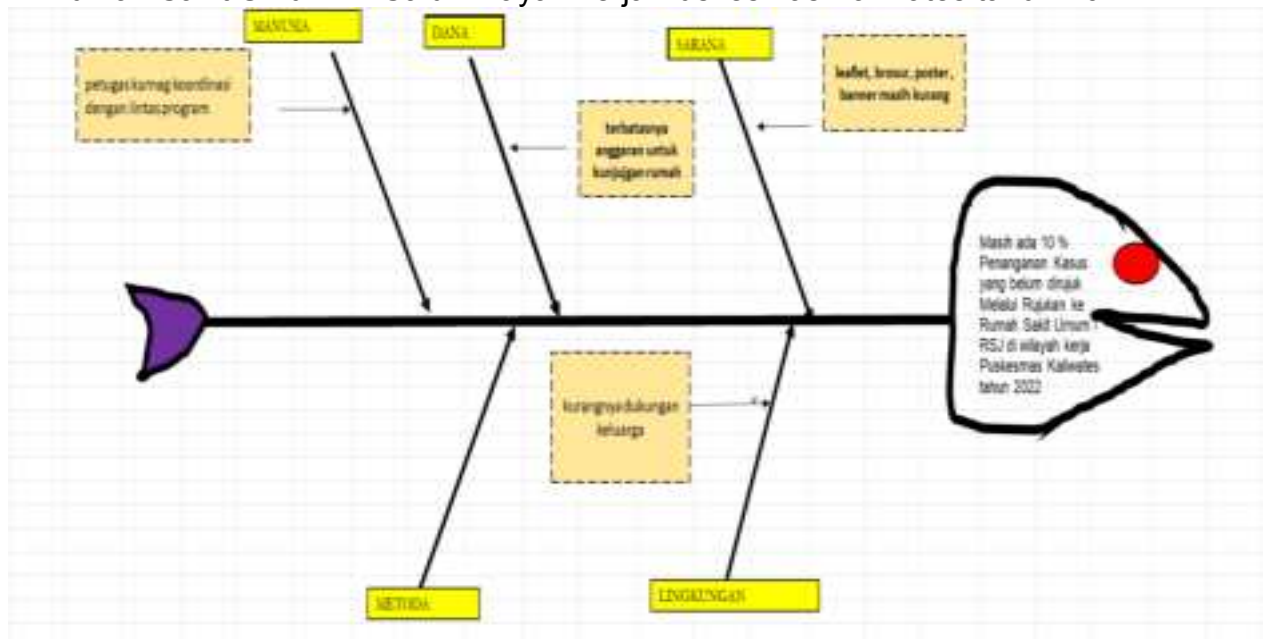 MANUSIA
DANA
SARANA
petugas kurnag koordinasi
dengan lintas program
terbatasnya
anggaran untuk
kunjujgan rumah
leaflet, brosur, poster,
banner masih kurang
Masih ada 10 %
Penanganan Kasus
yang belum dirujuk
Melalui Rujukan ke
Rumah Sakit Umum /
RSJ di wilayah kerja
Puskesmas Kaliwates
tahun 2022
kurangnya dukungan
keluarga
METODA
LINGKUNGAN